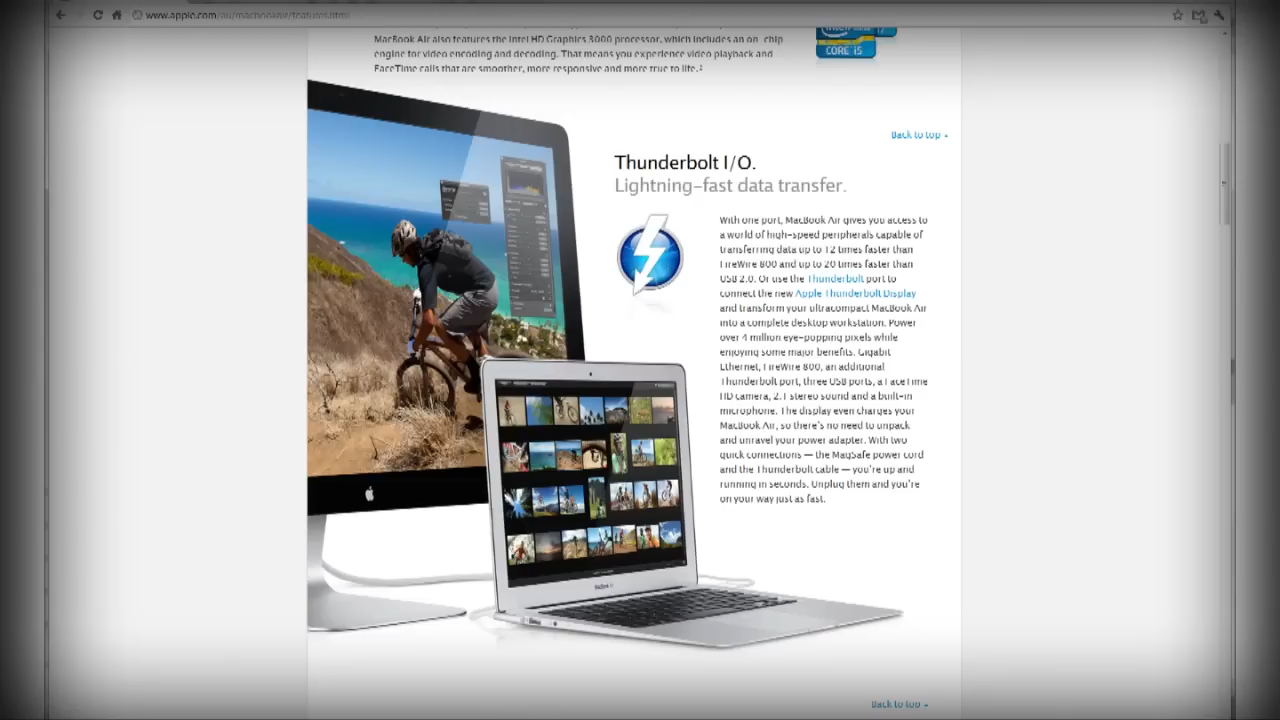 www.apple.com/au/macbookair/features.html
MacBook Air also features the Intel HD Graphics 3000 processor, which includes an on-chip
engine for video encoding and decoding. That means you experience video playback and
FaceTime calls that are smoother, more responsive and more true to life.²
CORE i5
Back to top
Thunderbolt I/O.
Lightning-fast data transfer.
With one port, MacBook Air gives you access to
a world of high-speed peripherals capable of
transferring data up to 12 times faster than
FireWire 800 and up to 20 times faster than
USB 2.0. Or use the Thunderbolt port to
connect the new Apple Thunderbolt Display
and transform your ultracompact MacBook Air
into a complete desktop workstation. Power
over 4 million eye-popping pixels while
enjoying some major benefits. Gigabit
Ethernet, FireWire 800, an additional
Thunderbolt port, three USB ports, a FaceTime
HD camera, 2.1 stereo sound and a built-in
microphone. The display even charges your
MacBook Air, so there's no need to unpack
and unravel your power adapter. With two
quick connections — the MagSafe power cord
and the Thunderbolt cable — you're up and
running in seconds. Unplug them and you're
on your way just as fast.
Back to top